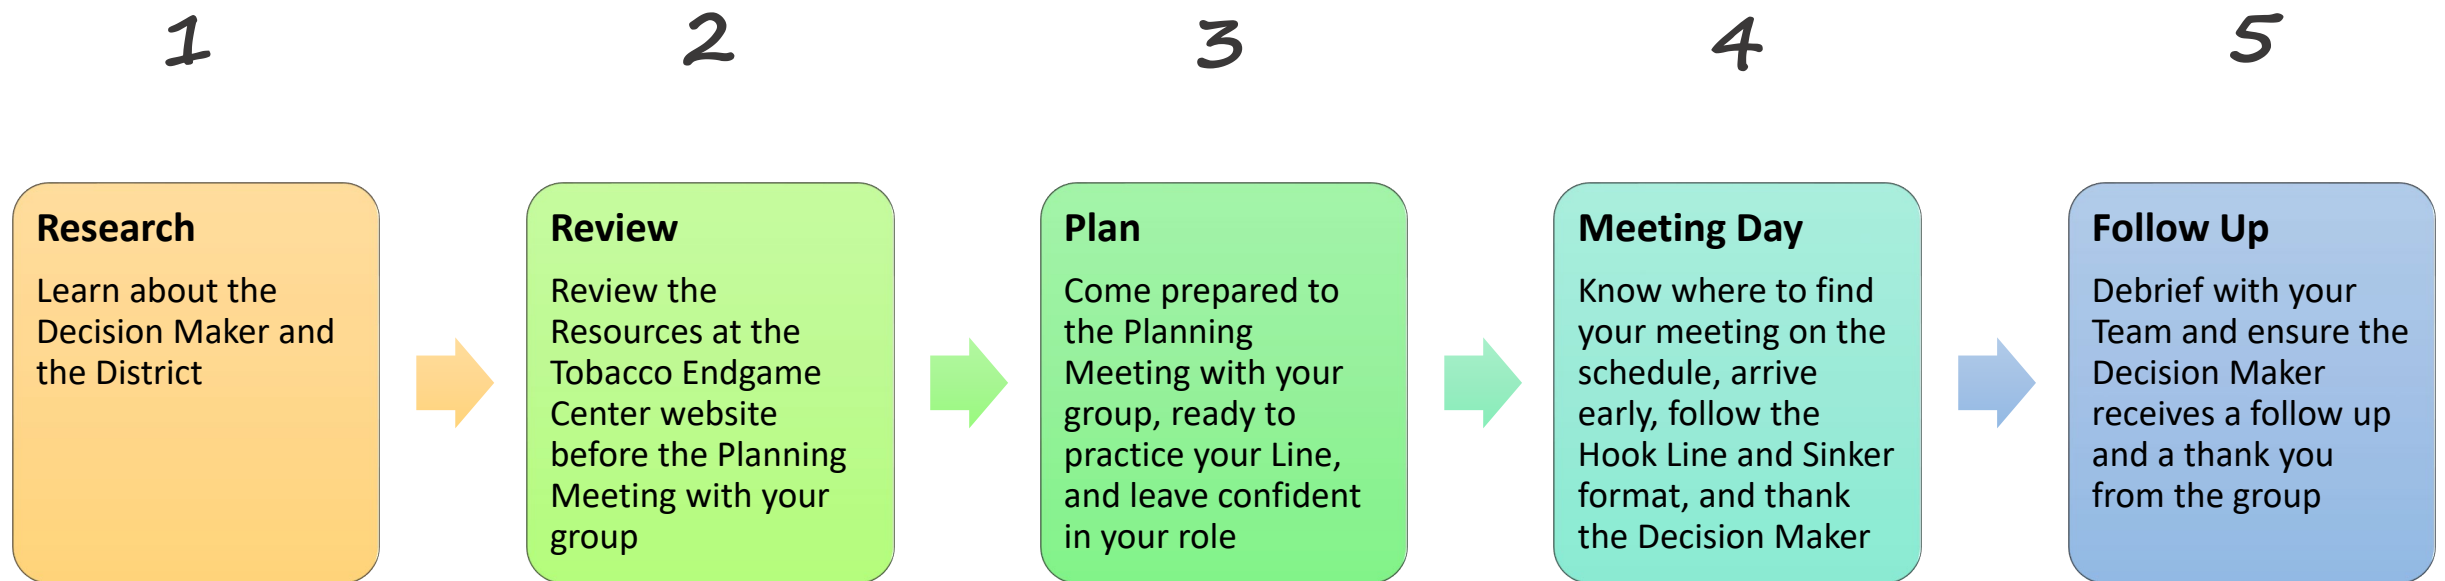 1
2
3
4
5
Research
Learn about the
Decision Maker and
the District
Review
Review the
Resources at the
Tobacco Endgame
Center website
before the Planning
Meeting with your
group
Plan
Come prepared to
the Planning
Meeting with your
group, ready to
practice your Line,
and leave confident
in your role
Meeting Day
Know where to find
your meeting on the
schedule, arrive
early, follow the
Hook Line and Sinker
format, and thank
the Decision Maker
Follow Up
Debrief with your
Team and ensure the
Decision Maker
receives a follow up
and a thank you
from the group